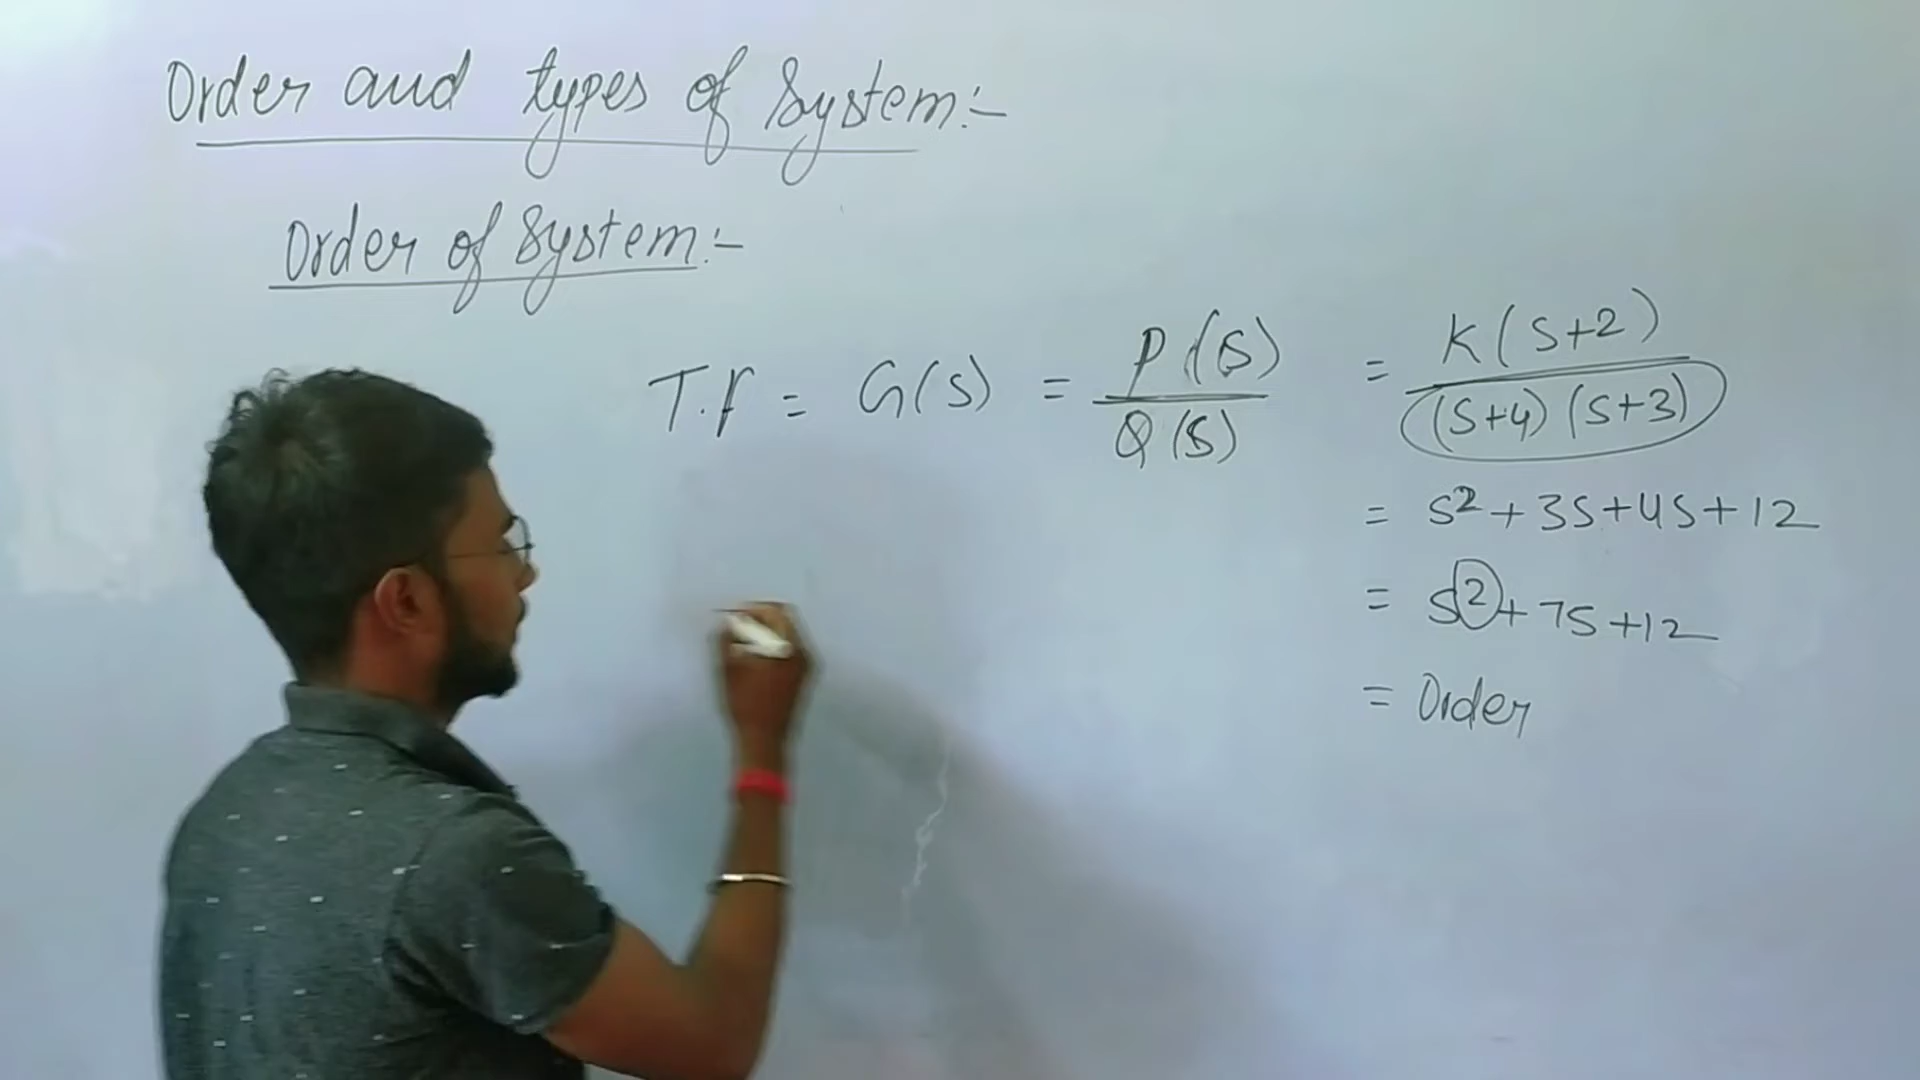 Order and types of System:-
Order of System:-
T.F = G(S) = P(S) / Q(S) = K(S+2) / (S+4) (S+3)
= S² + 3S + 4S + 12
= S² + 7S + 12
= Order